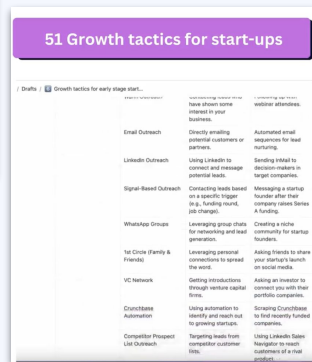 51 Growth tactics for start-ups
/ Drafts / Growth tactics for early stage start...
have shown some
interest in your
business.
webinar attendees.
Email Outreach
Directly emailing
potential customers or
partners.
Automated email
sequences for lead
nurturing.
LinkedIn Outreach
Using LinkedIn to
connect and message
potential leads.
Sending InMail to
decision-makers in
target companies.
Signal-Based Outreach
Contacting leads based
on a specific trigger
(e.g., funding round,
job change).
Messaging a startup
founder after their
company raises Series
A funding.
WhatsApp Groups
Leveraging group chats
for networking and lead
generation.
Creating a niche
community for startup
founders.
1st Circle (Family &
Friends)
Leveraging personal
connections to spread
the word.
Asking friends to share
your startup's launch
on social media.
VC Network
Getting introductions
through venture capital
firms.
Asking an investor to
connect you with their
portfolio companies.
Crunchbase
Automation
Using automation to
identify and reach out
to growing startups.
Scraping Crunchbase
to find recently funded
companies.
Competitor Prospect
List Outreach
Targeting leads from
competitor customer
lists.
Using LinkedIn Sales
Navigator to reach
customers of a rival
product.